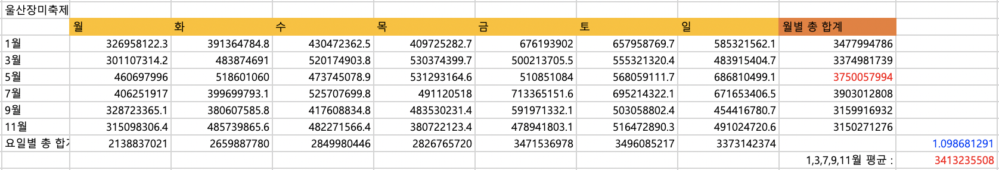 울산장미축제
월 화 수 목 금 토 일 월별 총 합계
1월 326958122.3 391364784.8 430472362.5 409725282.7 676193902 657958769.7 585321562.1 3477994786
3월 301107314.2 483874691 520174903.8 530374399.7 500213705.5 555321320.4 483915404.7 3374981739
5월 460697996 518601060 473745078.9 531293164.6 510851084 568059111.7 686810499.1 3750057994
7월 406251917 399699793.1 525707699.8 491120518 713365151.6 695214322.1 671653406.5 3903012808
9월 328723365.1 380607585.8 417608834.8 483530231.4 591971332.1 503058802.4 454416780.7 3159916932
11월 315098306.4 485739865.6 482271566.4 380722123.4 478941803.1 516472890.3 491024720.6 3150271276
요일별 총 2138837021 2659887780 2849980446 2826765720 3471536978 3496085217 3373142374 1.098681291
1,3,7,9,11월 평균 : 3413235508